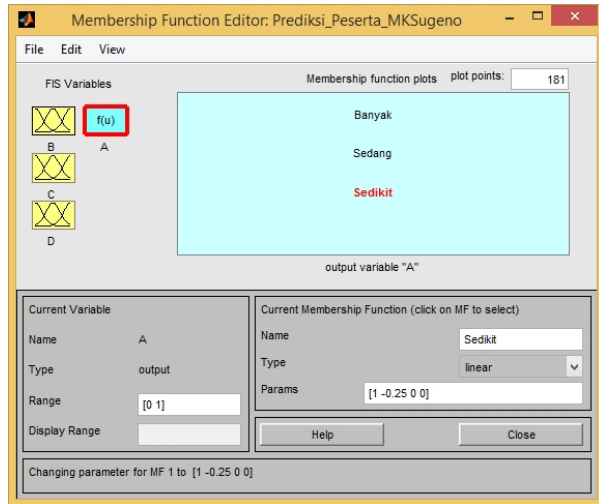 Membership Function Editor: Prediksi_Peserta_MKSugeno
File Edit View
FIS Variables
Membership function plots plot points: 181
f(u)
B A
C
D
Banyak
Sedang
Sedikit
output variable "A"
Current Variable
Name A
Type output
Range [0 1]
Display Range
Current Membership Function (click on MF to select)
Name Sedikit
Type linear
Params [1 -0.25 0 0]
Help Close
Changing parameter for MF 1 to [1 -0.25 0 0]